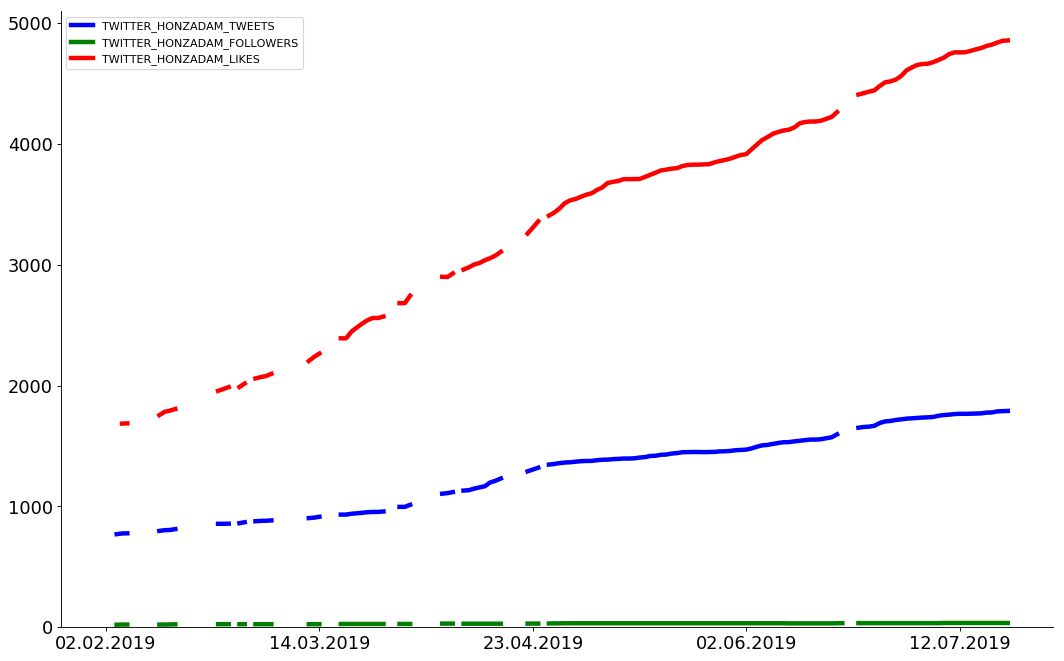 TWITTER_HONZADAM_TWEETS
TWITTER_HONZADAM_FOLLOWERS
TWITTER_HONZADAM_LIKES
5000
4000
3000
2000
1000
0
02.02.2019 14.03.2019 23.04.2019 02.06.2019 12.07.2019